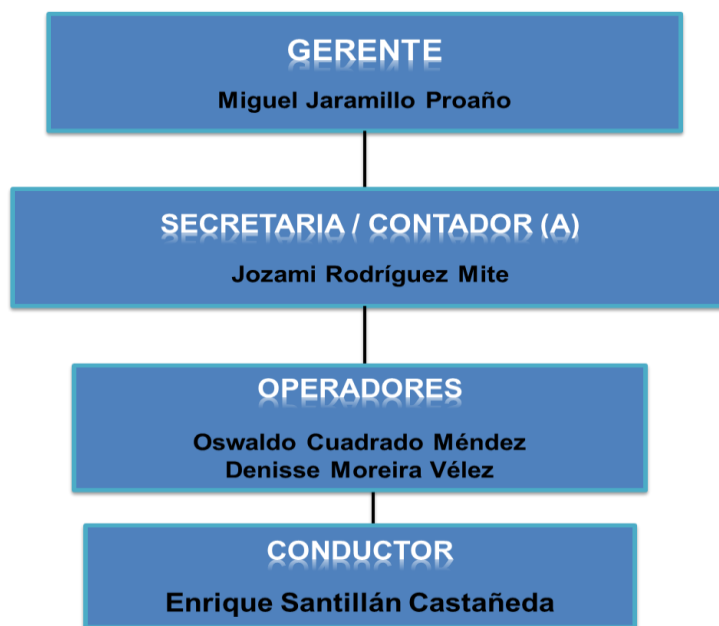 GERENTE
Miguel Jaramillo Proaño
SECRETARIA / CONTADOR (A)
Jozami Rodríguez Mite
OPERADORES
Oswaldo Cuadrado Méndez
Denisse Moreira Vélez
CONDUCTOR
Enrique Santillán Castañeda